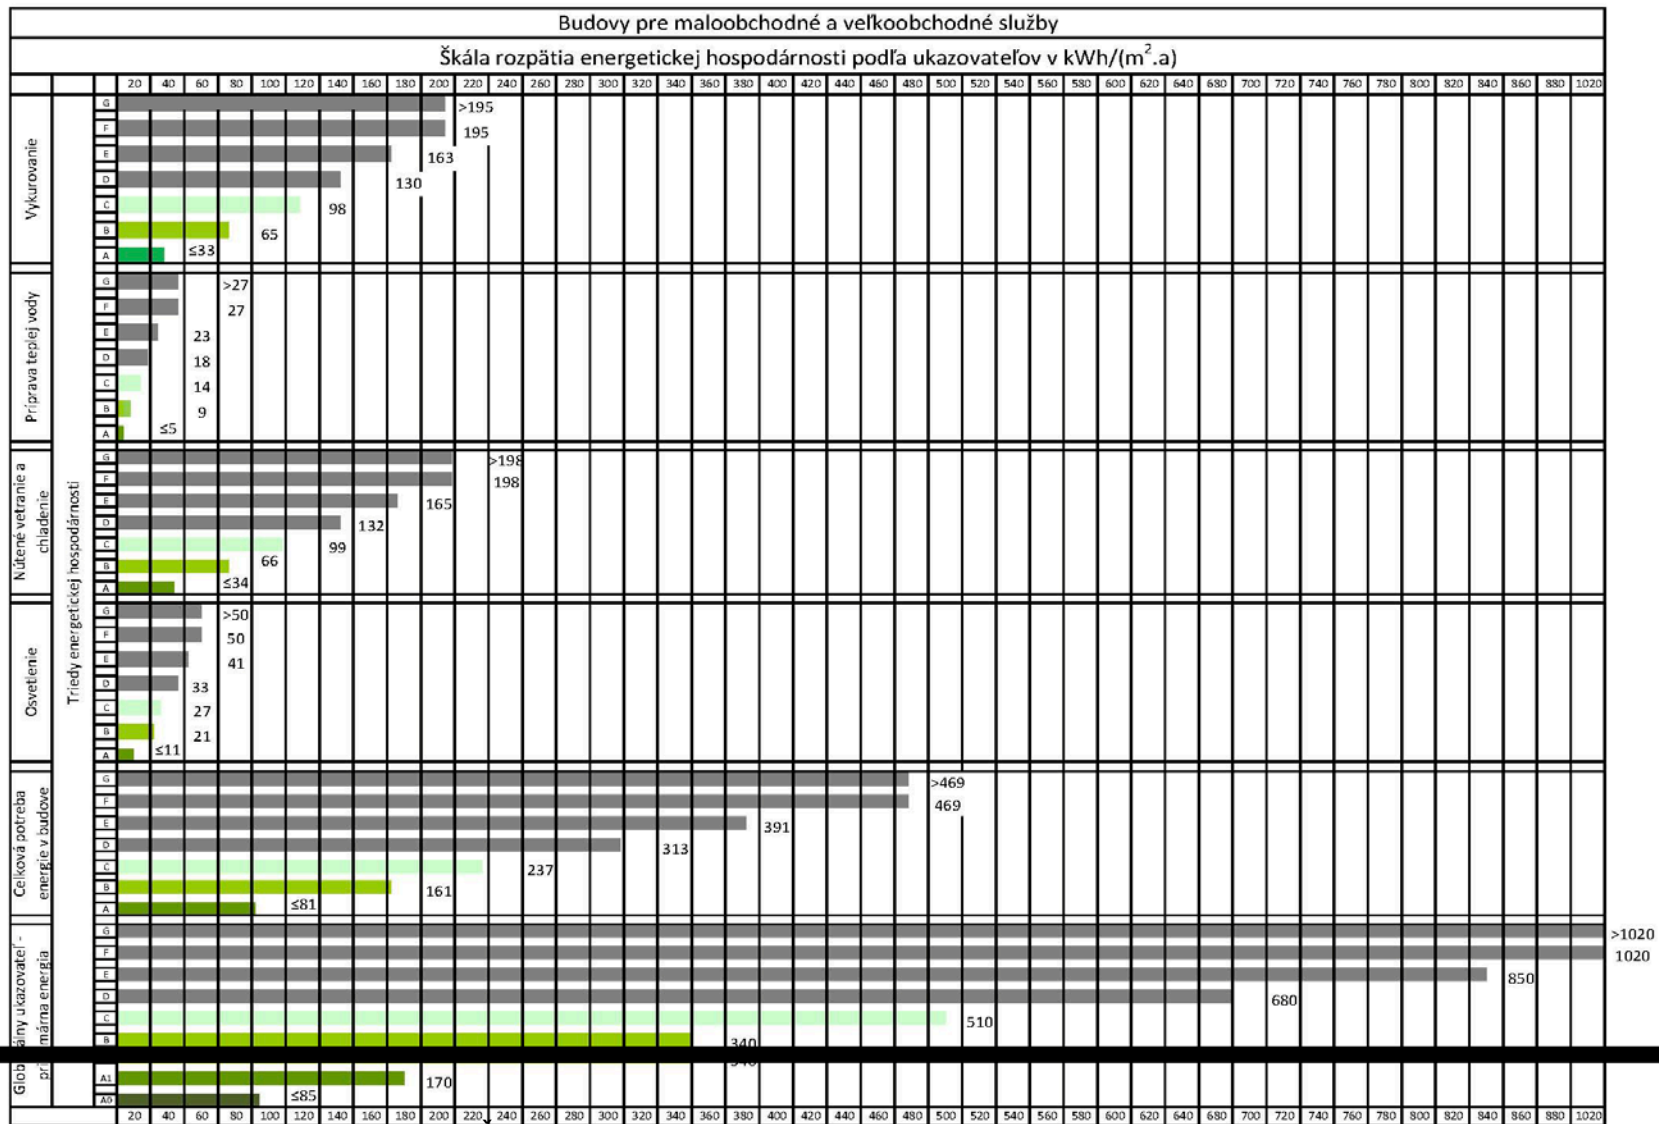 Budovy pre maloobchodné a veľkoobchodné služby
Škála rozpätia energetickej hospodárnosti podľa ukazovateľov v kWh/(m².a)
20 40 60 80 100 120 140 160 180 200 220 240 260 280 300 320 340 360 380 400 420 440 460 480 500 520 540 560 580 600 620 640 680 700 720 740 760 780 800 820 840 860 880 1020
Triedy energetickej hospodárnosti
Vykurovanie
G >195
F 195
E 163
D 130
C 98
B 65
A ≤33
Príprava teplej vody
G >27
F 27
E 23
D 18
C 14
B 9
A ≤5
Nútené vetranie a
chladenie
G >198
F 198
E 165
D 132
C 99
B 66
A ≤34
Osvetlenie
G >50
F 50
E 41
D 33
C 27
B 21
A ≤11
Celková potreba
energie v budove
G >469
F 469
E 391
D 313
C 237
B 161
A ≤81
Globálny ukazovateľ -
primárna energia
G >1020
F 1020
E 850
D 680
C 510
B 340
A1 170
A0 ≤85
20 40 60 80 100 120 140 160 180 200 220 240 260 280 300 320 340 360 380 400 420 440 460 480 500 520 540 560 580 600 620 640 680 700 720 740 760 780 800 820 840 860 880 1020